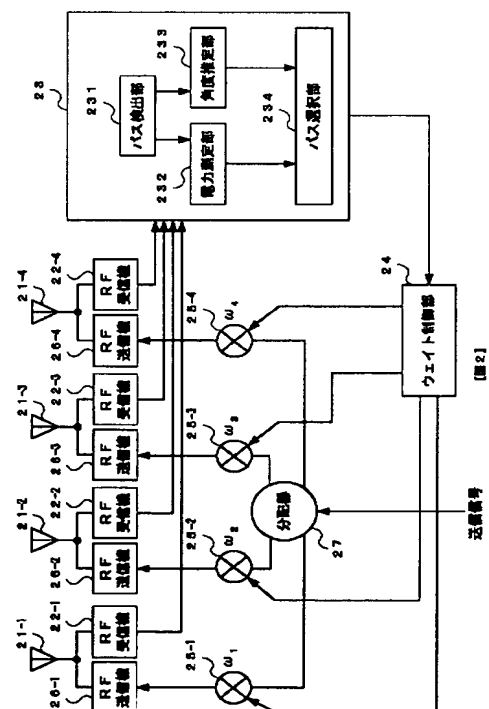 21-1
21-2
21-3
21-4
26-1
22-1
26-2
22-2
26-3
22-3
26-4
22-4
RF
送信機
RF
受信機
RF
送信機
RF
受信機
RF
送信機
RF
受信機
RF
送信機
RF
受信機
25-1
ω1
25-2
ω2
25-3
ω3
25-4
ω4
分配器
27
送信信号
24
ウェイト制御部
23
231
パス検出部
232
電力測定部
233
角度推定部
234
パス選択部
[図2]